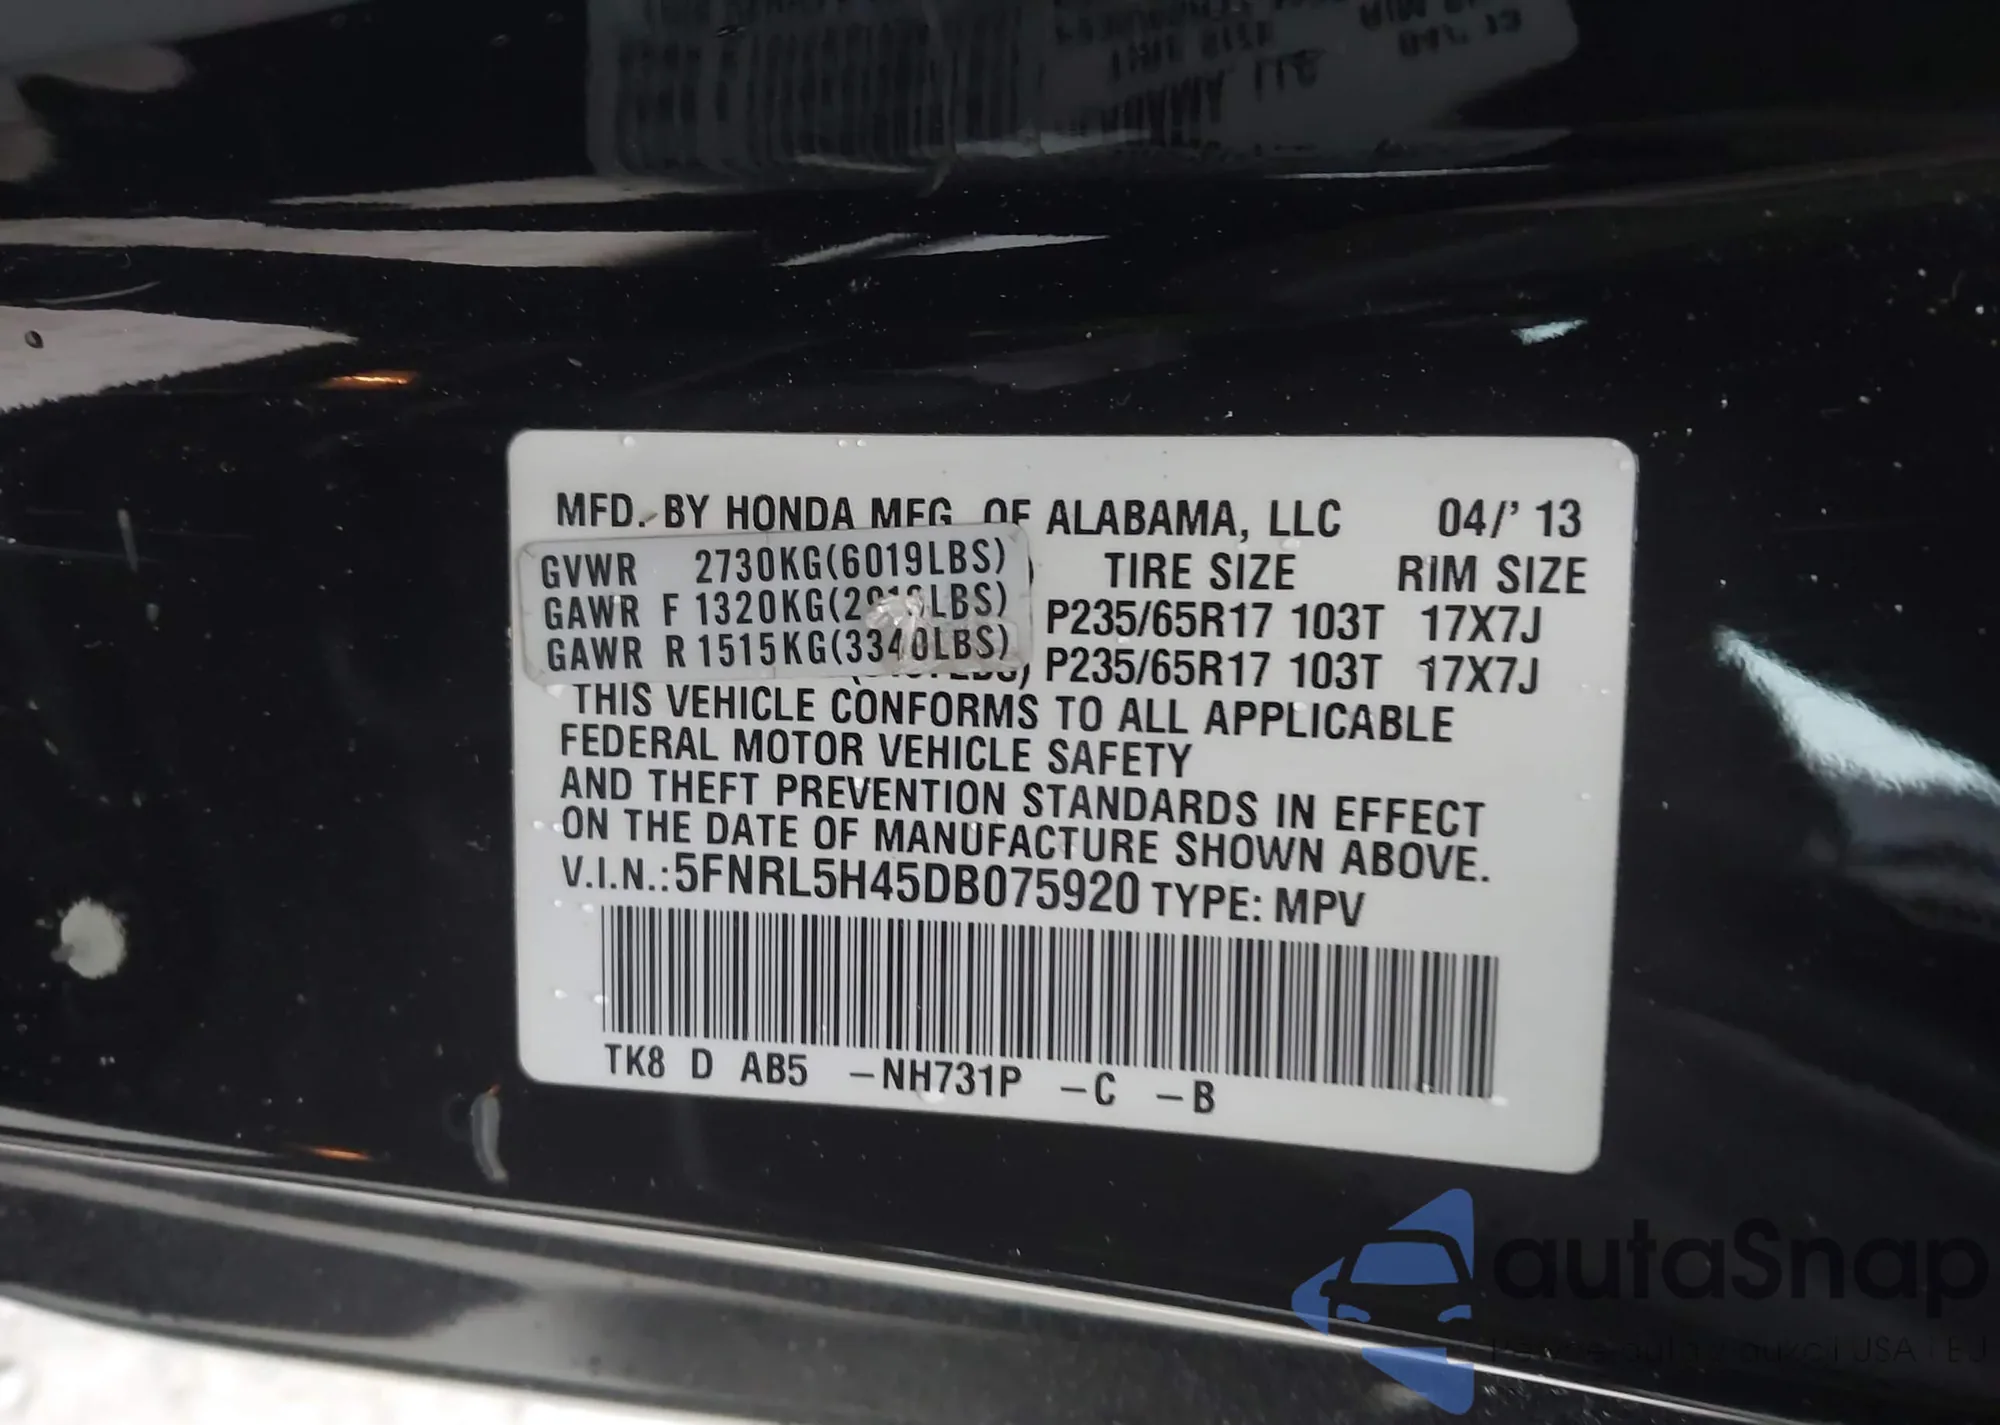 MFD. BY HONDA MFG. OF ALABAMA, LLC 04/' 13
GVWR 2730KG(6019LBS) TIRE SIZE RIM SIZE
GAWR F 1320KG( LBS) P235/65R17 103T 17X7J
GAWR R 1515KG(3340LBS) P235/65R17 103T 17X7J
THIS VEHICLE CONFORMS TO ALL APPLICABLE
FEDERAL MOTOR VEHICLE SAFETY
AND THEFT PREVENTION STANDARDS IN EFFECT
ON THE DATE OF MANUFACTURE SHOWN ABOVE.
V.I.N.:5FNRL5H45DB075920 TYPE: MPV
TK8 D AB5 –NH731P –C –B
autoSnap